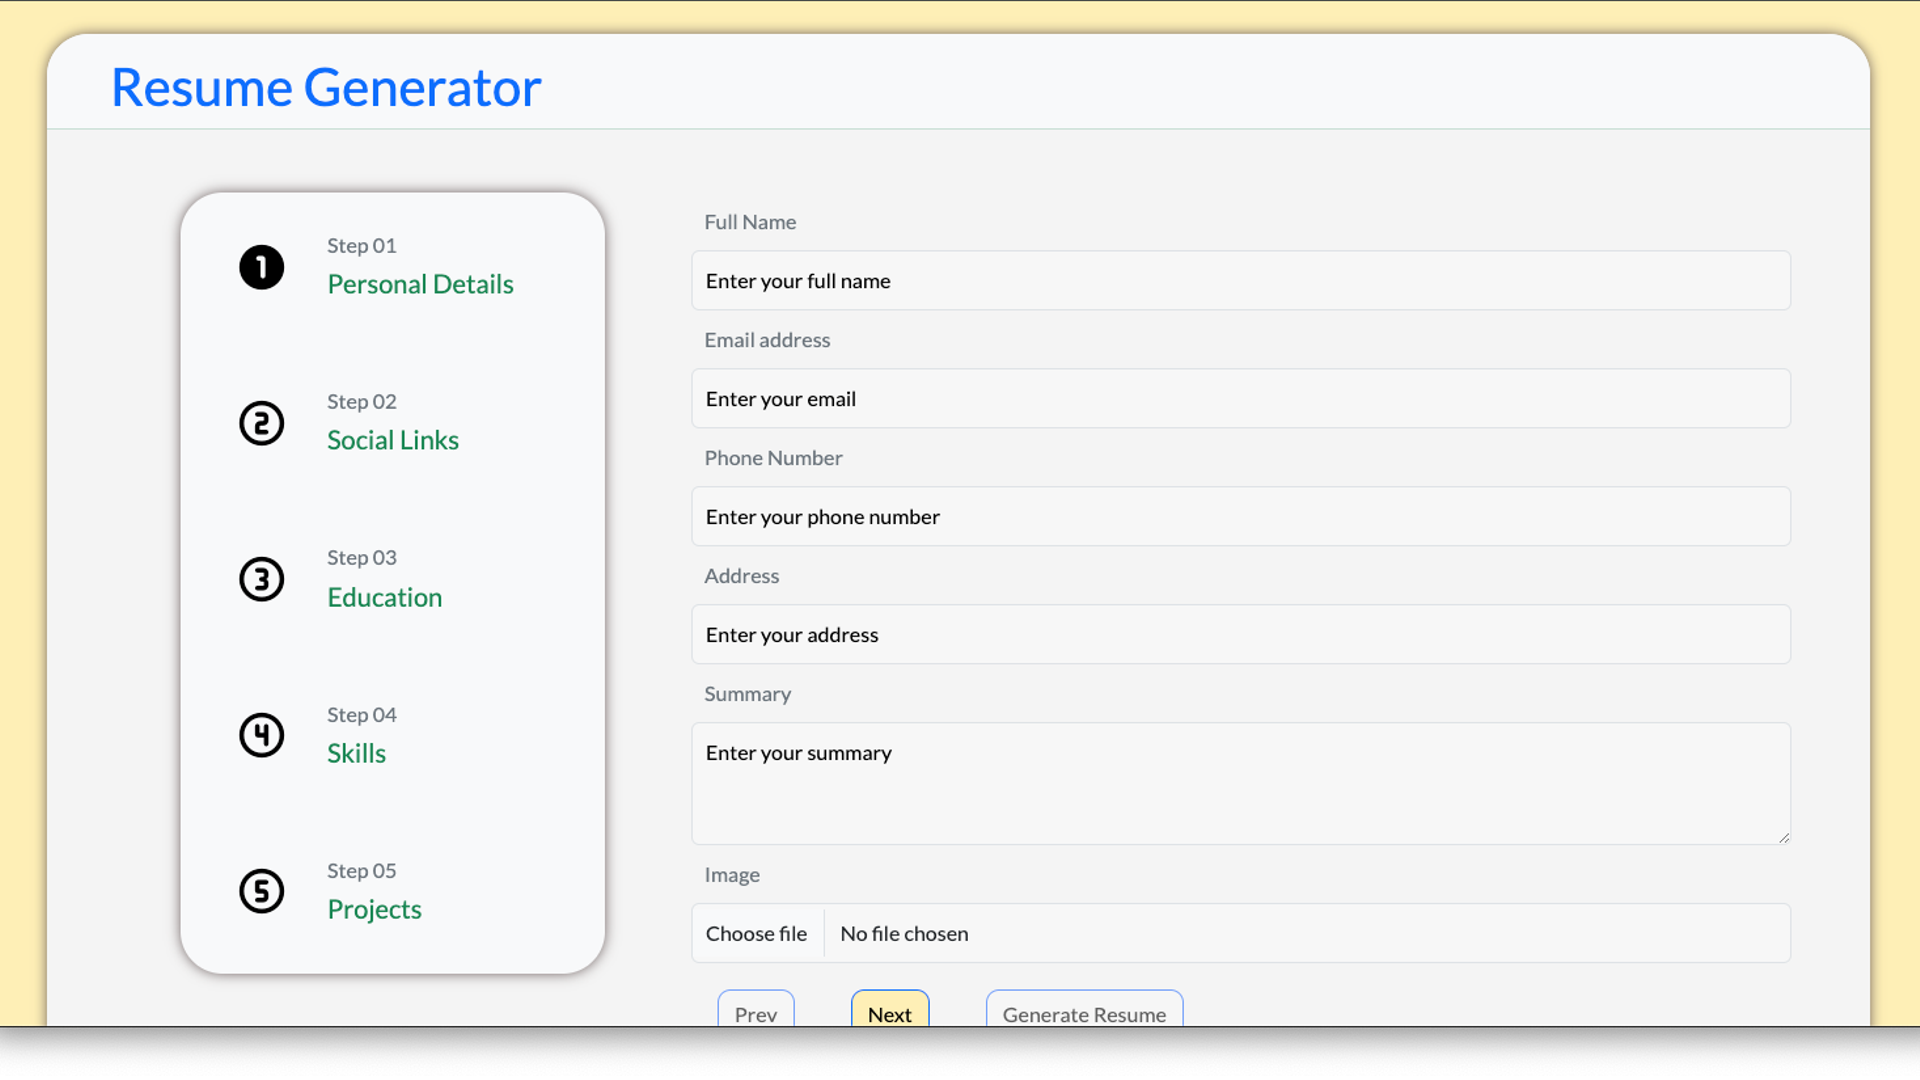 Resume Generator
1
Step 01
Personal Details
2
Step 02
Social Links
3
Step 03
Education
4
Step 04
Skills
5
Step 05
Projects
Full Name
Enter your full name
Email address
Enter your email
Phone Number
Enter your phone number
Address
Enter your address
Summary
Enter your summary
Image
Choose file No file chosen
Prev Next Generate Resume